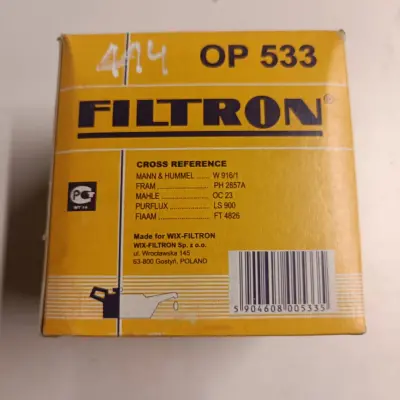 414 OP 533
FILTRON®
CROSS REFERENCE
MANN & HUMMEL ...... W 916/1
FRAM ...................... PH 2857A
MAHLE .................... OC 23
PURFLUX ................ LS 900
FIAAM ..................... FT 4826
Made for WIX-FILTRON
WIX-FILTRON Sp. z o.o.
ul. Wrocławska 145
63-800 Gostyń, POLAND
5 904608 005335